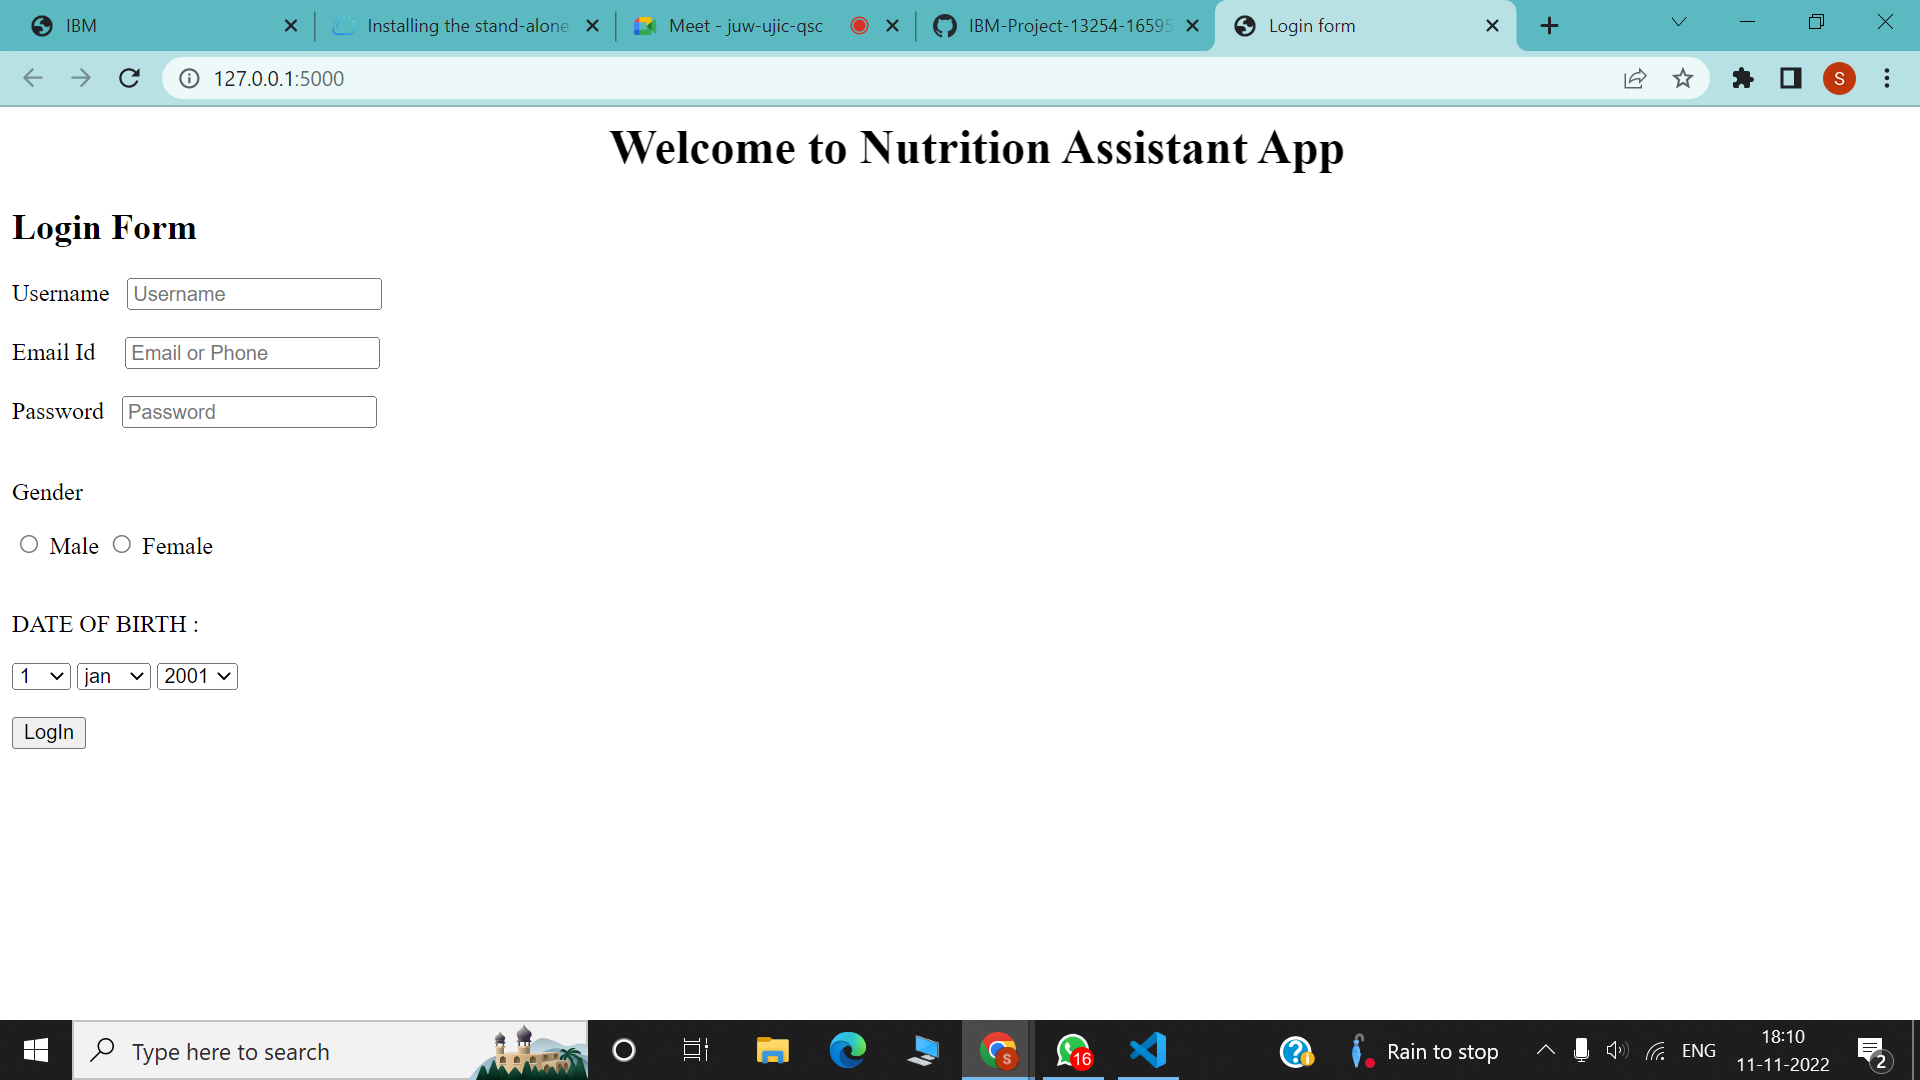 IBM
Installing the stand-alone
Meet - juw-ujic-qsc
IBM-Project-13254-16595
Login form
127.0.0.1:5000
S
Welcome to Nutrition Assistant App
Login Form
Username Username
Email Id Email or Phone
Password Password
Gender
Male Female
DATE OF BIRTH :
1 jan 2001
LogIn
Type here to search
S
16
Rain to stop
ENG
18:10
11-11-2022
2